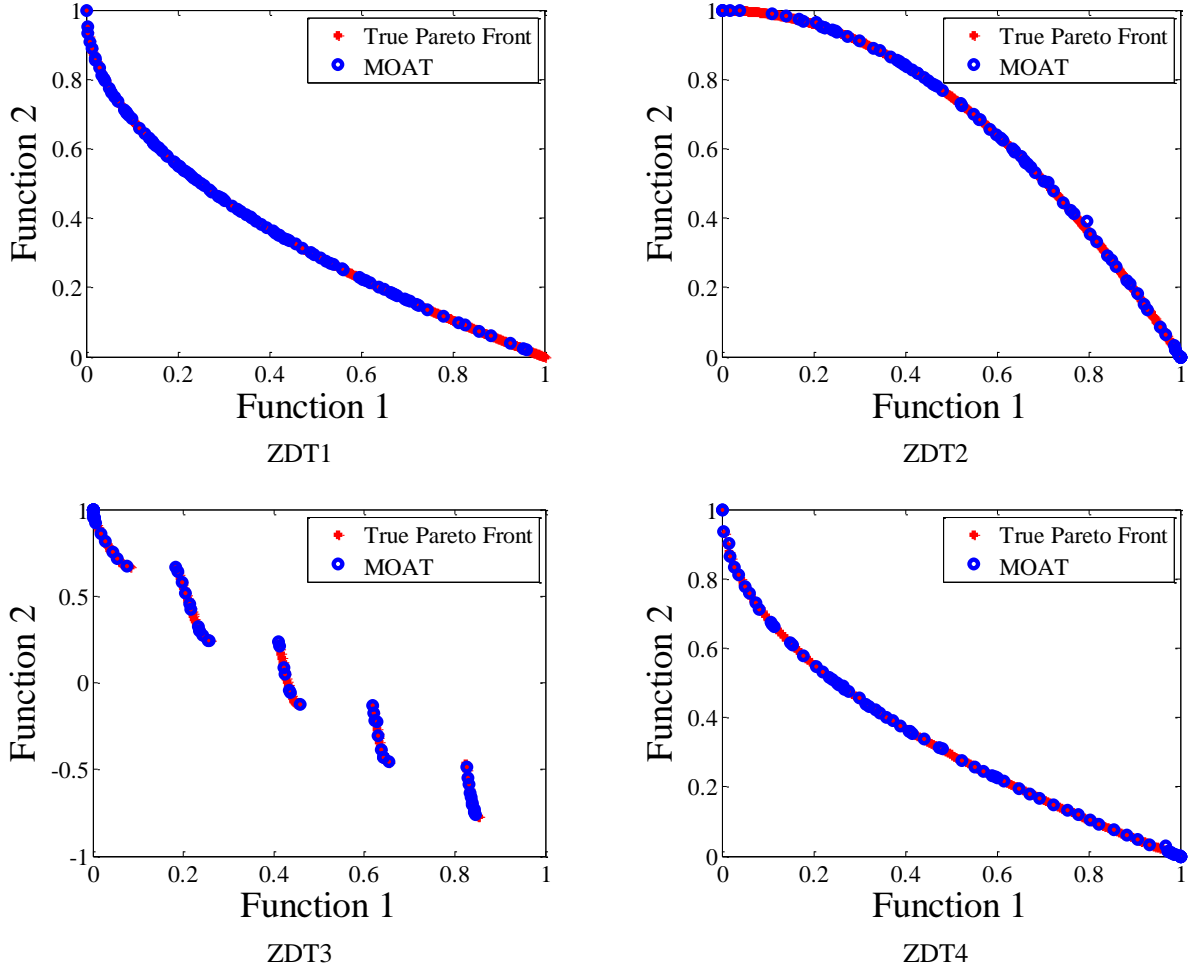 1
0.8
0.6
0.4
0.2
0
0 0.2 0.4 0.6 0.8 1
Function 2
Function 1
True Pareto Front
MOAT
ZDT1
1
0.8
0.6
0.4
0.2
0
0 0.2 0.4 0.6 0.8 1
Function 2
Function 1
True Pareto Front
MOAT
ZDT2
1
0.5
0
-0.5
-1
0 0.2 0.4 0.6 0.8 1
Function 2
Function 1
True Pareto Front
MOAT
ZDT3
1
0.8
0.6
0.4
0.2
0
0 0.2 0.4 0.6 0.8 1
Function 2
Function 1
True Pareto Front
MOAT
ZDT4